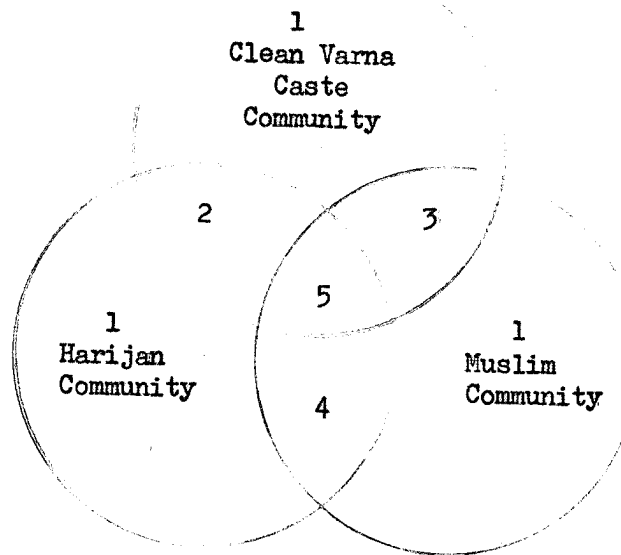 1
Clean Varna
Caste
Community
2
3
5
1
Harijan
Community
1
Muslim
Community
4